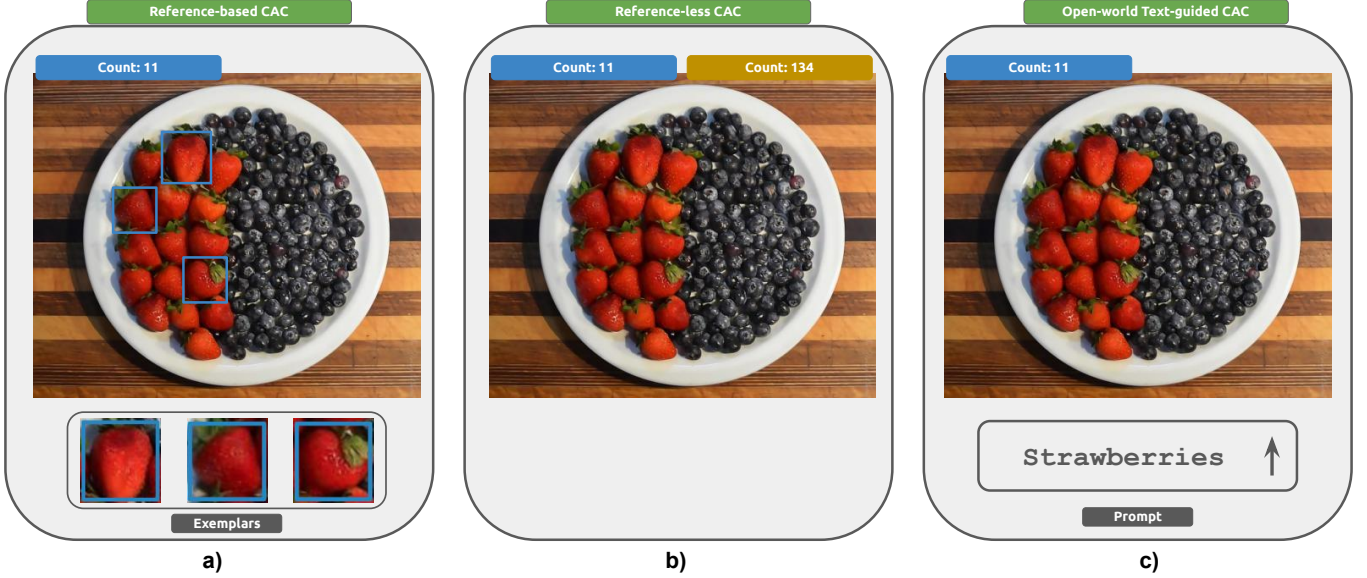 Reference-based CAC
Count: 11
Exemplars
a)
Reference-less CAC
Count: 11
Count: 134
b)
Open-world Text-guided CAC
Count: 11
Strawberries
Prompt
c)